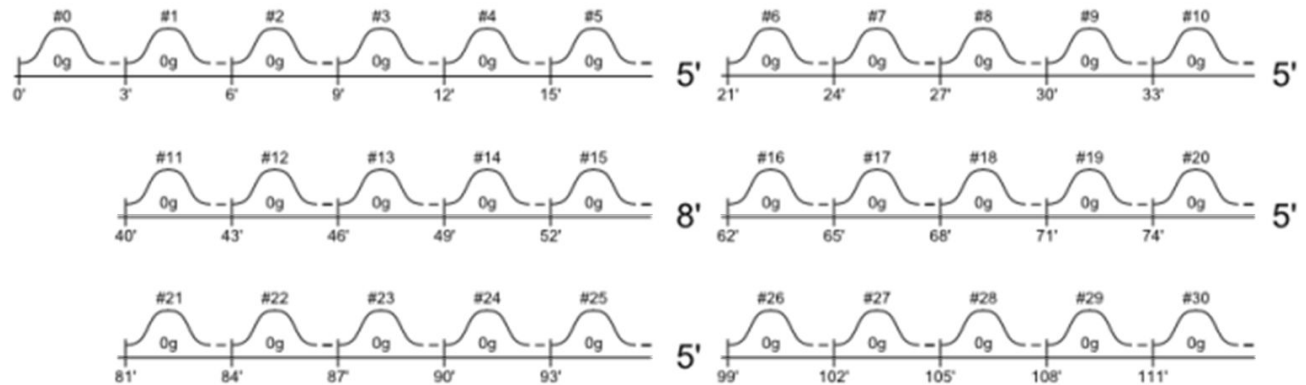 #0 #1 #2 #3 #4 #5 #6 #7 #8 #9 #10
0g 0g 0g 0g 0g 0g 5' 0g 0g 0g 0g 0g 5'
0' 3' 6' 9' 12' 15' 21' 24' 27' 30' 33'
#11 #12 #13 #14 #15 #16 #17 #18 #19 #20
0g 0g 0g 0g 0g 8' 0g 0g 0g 0g 0g 5'
40' 43' 46' 49' 52' 62' 65' 68' 71' 74'
#21 #22 #23 #24 #25 #26 #27 #28 #29 #30
0g 0g 0g 0g 0g 5' 0g 0g 0g 0g 0g
81' 84' 87' 90' 93' 99' 102' 105' 108' 111'